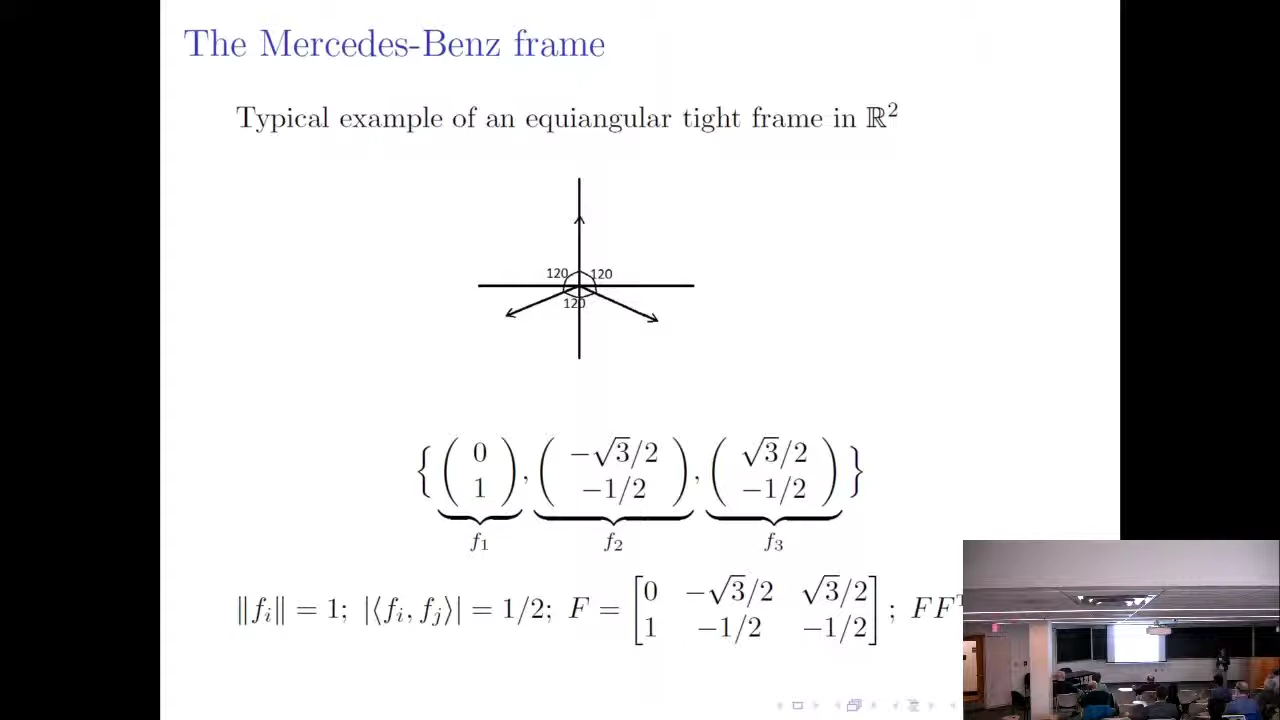 The Mercedes-Benz frame
Typical example of an equiangular tight frame in ℝ²
120 120
120
{ ( 0 ) , ( −√3/2 ) , ( √3/2 ) }
( 1 ) ( −1/2 ) ( −1/2 )
f₁ f₂ f₃
‖fᵢ‖ = 1; |⟨fᵢ, fⱼ⟩| = 1/2; F = [ 0 −√3/2 √3/2 ] ; FFᵀ
[ 1 −1/2 −1/2 ]